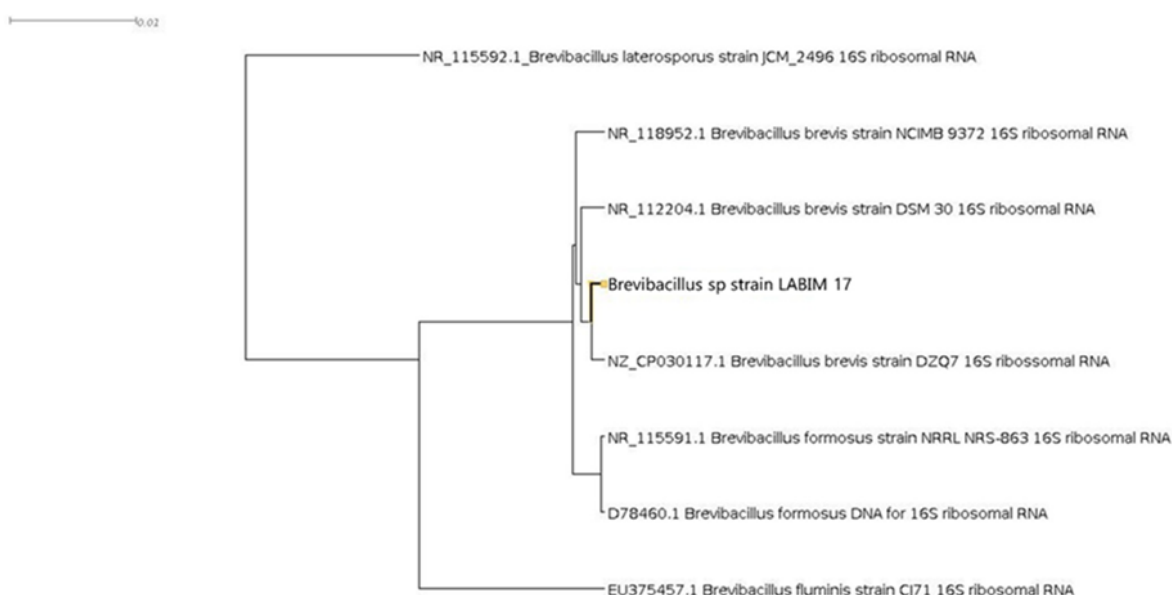 0.02
NR_115592.1_Brevibacillus laterosporus strain JCM_2496 16S ribosomal RNA
NR_118952.1 Brevibacillus brevis strain NCIMB 9372 16S ribosomal RNA
NR_112204.1 Brevibacillus brevis strain DSM 30 16S ribosomal RNA
Brevibacillus sp strain LABIM 17
NZ_CP030117.1 Brevibacillus brevis strain DZQ7 16S ribossomal RNA
NR_115591.1 Brevibacillus formosus strain NRRL NRS-863 16S ribosomal RNA
D78460.1 Brevibacillus formosus DNA for 16S ribosomal RNA
EU375457.1 Brevibacillus fluminis strain CJ71 16S ribosomal RNA